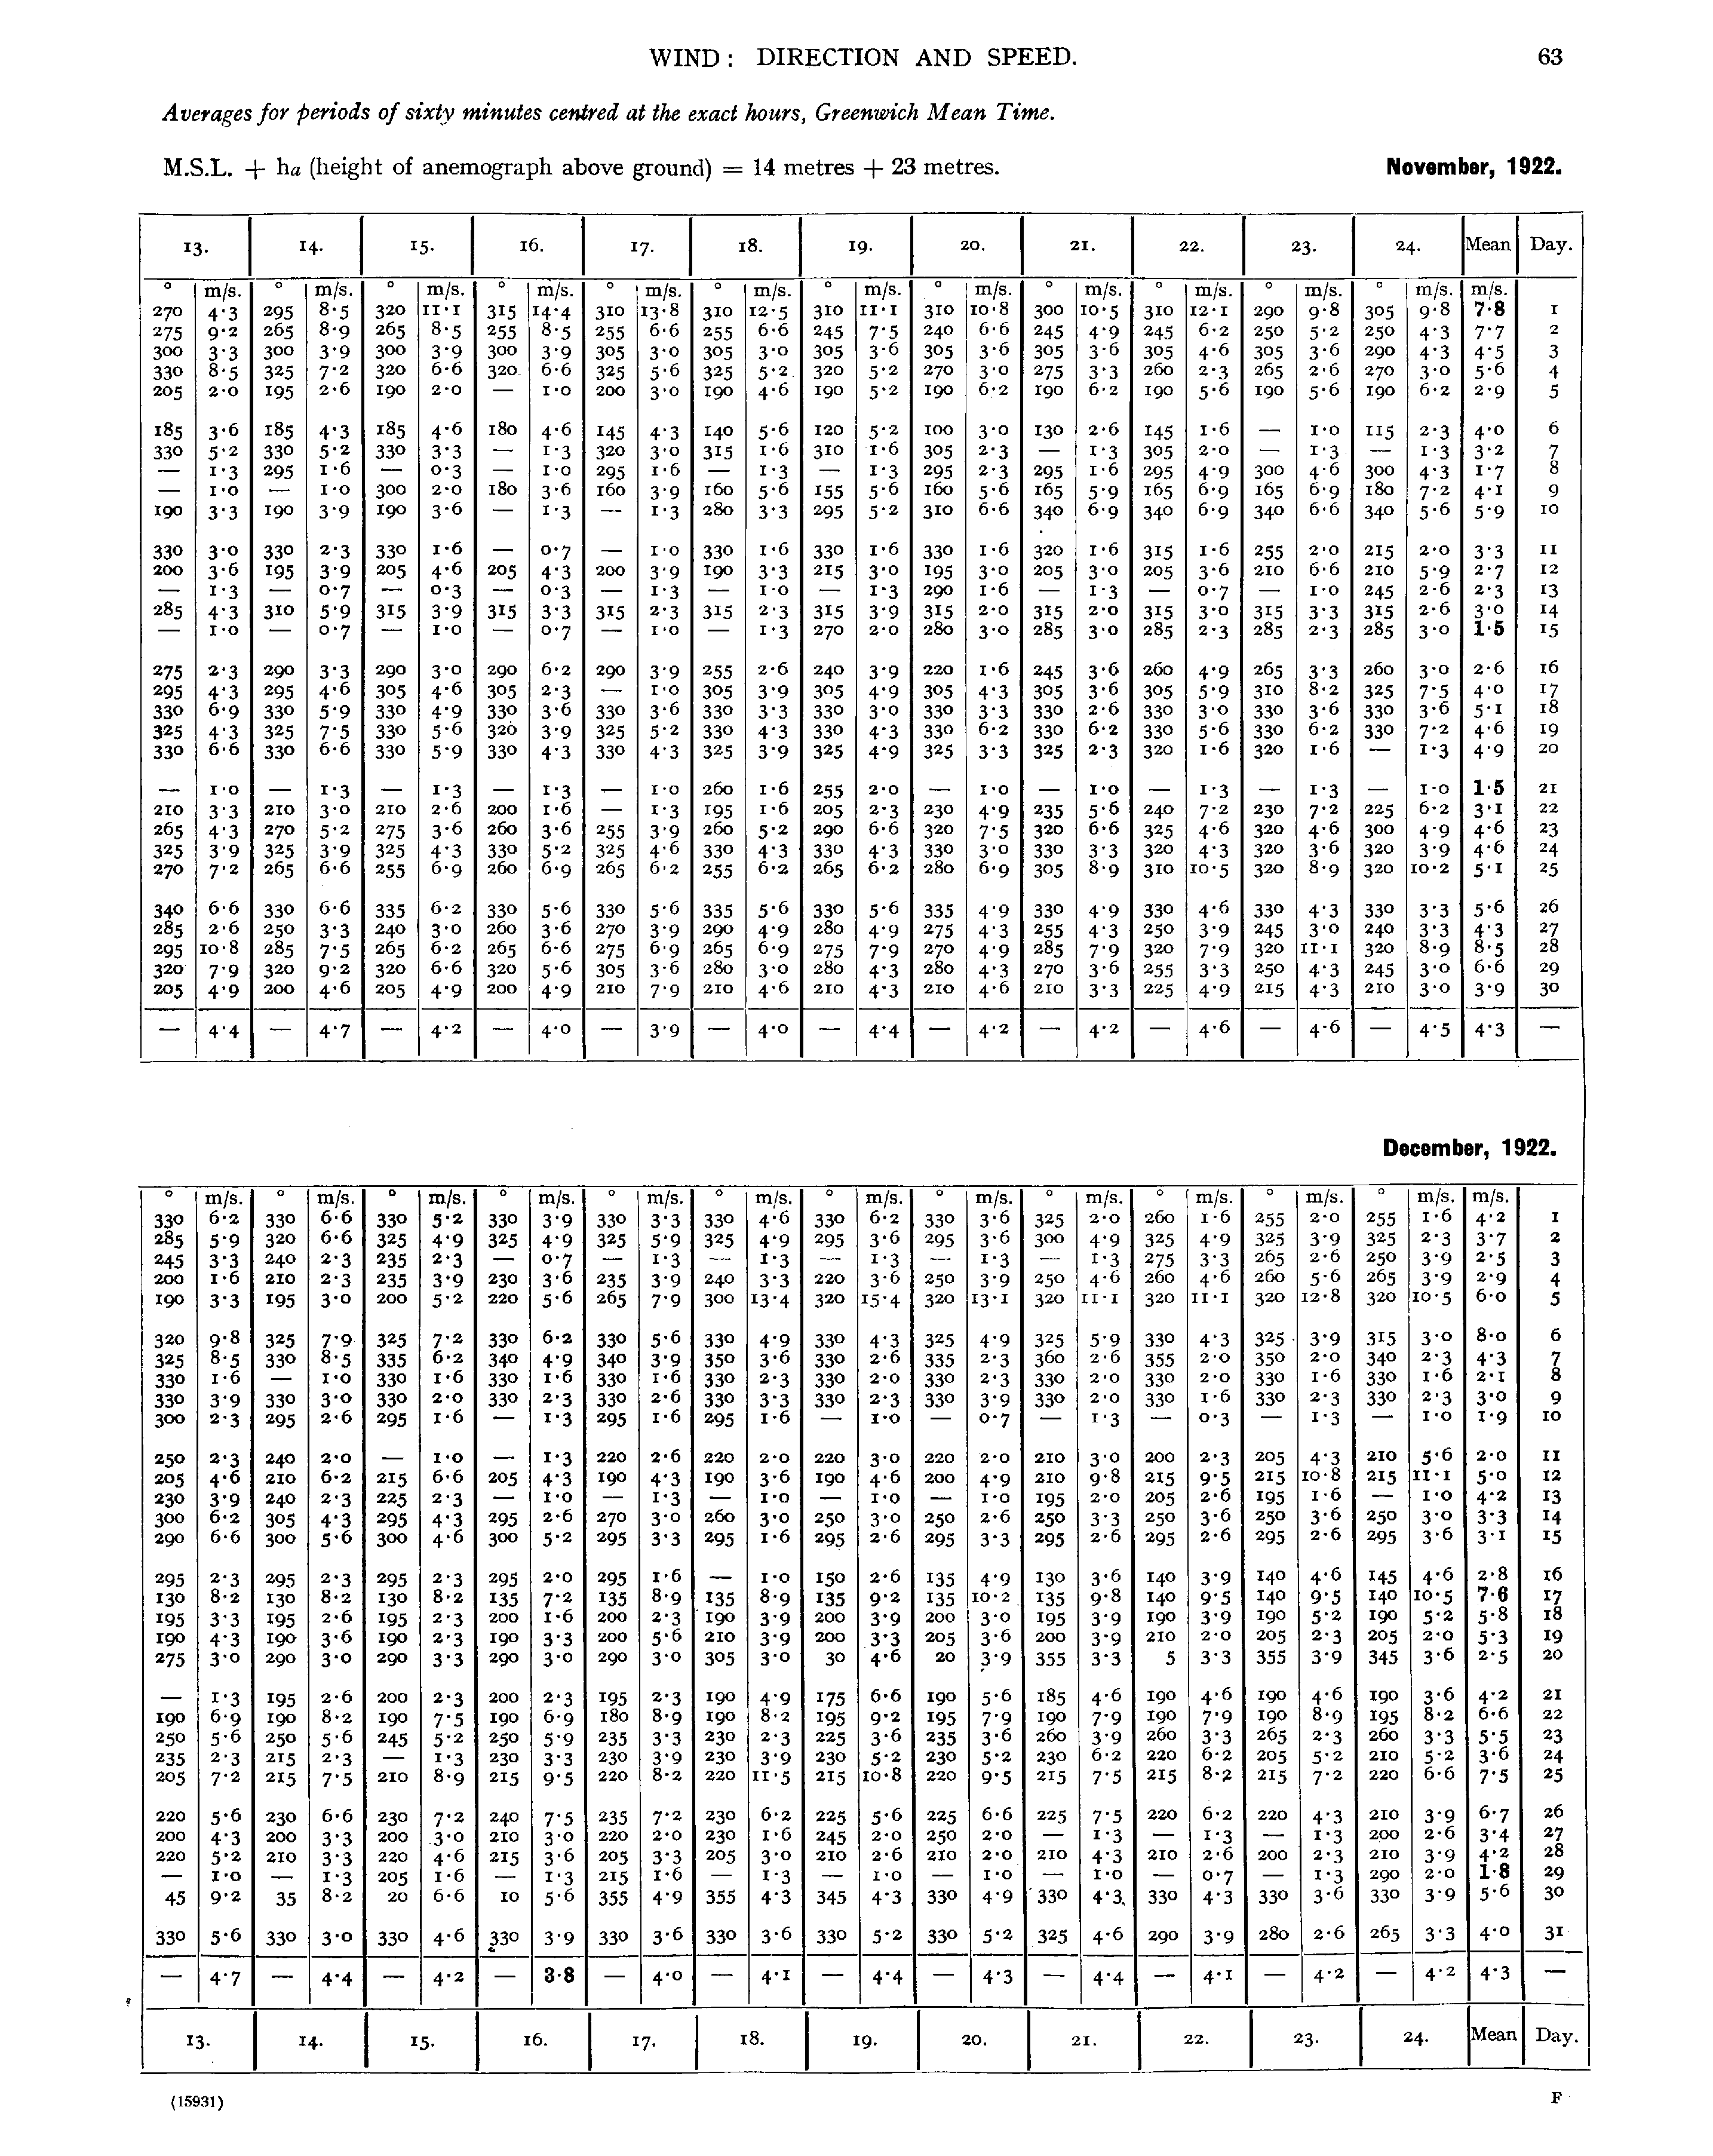 WIND: DIRECTION AND SPEED. 63
Averages for periods of sixty minutes centred at the exact hours, Greenwich Mean Time.
M.S.L. + ha (height of anemograph above ground) = 14 metres + 23 metres. November, 1922.
13. 14. 15. 16. 17. 18. 19. 20. 21. 22. 23. 24. Mean Day.
° m/s. ° m/s. ° m/s. ° m/s. ° m/s. ° m/s. ° m/s. ° m/s. ° m/s. ° m/s. ° m/s. ° m/s. m/s.
270 4·3 295 8·5 320 11·1 315 14·4 310 13·8 310 12·5 310 11·1 310 10·8 300 10·5 310 12·1 290 9·8 305 9·8 7·8 1
275 9·2 265 8·9 265 8·5 255 8·5 255 6·6 255 6·6 245 7·5 240 6·6 245 4·9 245 6·2 250 5·2 250 4·3 7·7 2
300 3·3 300 3·9 300 3·9 300 3·9 305 3·0 305 3·0 305 3·6 305 3·6 305 3·6 305 4·6 305 3·6 290 4·3 4·5 3
330 8·5 325 7·2 320 6·6 320 6·6 325 5·6 325 5·2 320 5·2 270 3·0 275 3·3 260 2·3 265 2·6 270 3·0 5·6 4
205 2·0 195 2·6 190 2·0 — 1·0 200 3·0 190 4·6 190 5·2 190 6·2 190 6·2 190 5·6 190 5·6 190 6·2 2·9 5
185 3·6 185 4·3 185 4·6 180 4·6 145 4·3 140 5·6 120 5·2 100 3·0 130 2·6 145 1·6 — 1·0 115 2·3 4·0 6
330 5·2 330 5·2 330 3·3 — 1·3 320 3·0 315 1·6 310 1·6 305 2·3 — 1·3 305 2·0 — 1·3 — 1·3 3·2 7
— 1·3 295 1·6 — 0·3 — 1·0 295 1·6 — 1·3 — 1·3 295 2·3 295 1·6 295 4·9 300 4·6 300 4·3 1·7 8
— 1·0 — 1·0 300 2·0 180 3·6 160 3·9 160 5·6 155 5·6 160 5·6 165 5·9 165 6·9 165 6·9 180 7·2 4·1 9
190 3·3 190 3·9 190 3·6 — 1·3 — 1·3 280 3·3 295 5·2 310 6·6 340 6·9 340 6·9 340 6·6 340 5·6 5·9 10
330 3·0 330 2·3 330 1·6 — 0·7 — 1·0 330 1·6 330 1·6 330 1·6 320 1·6 315 1·6 255 2·0 215 2·0 3·3 11
200 3·6 195 3·9 205 4·6 205 4·3 200 3·9 190 3·3 215 3·0 195 3·0 205 3·0 205 3·6 210 6·6 210 5·9 2·7 12
— 1·3 — 0·7 — 0·3 — 0·3 — 1·3 — 1·0 — 1·3 290 1·6 — 1·3 — 0·7 — 1·0 245 2·6 2·3 13
285 4·3 310 5·9 315 3·9 315 3·3 315 2·3 315 2·3 315 3·9 315 2·0 315 2·0 315 3·0 315 3·3 315 2·6 3·0 14
— 1·0 — 0·7 — 1·0 — 0·7 — 1·0 — 1·3 270 2·0 280 3·0 285 3·0 285 2·3 285 2·3 285 3·0 1·5 15
275 2·3 290 3·3 290 3·0 290 6·2 290 3·9 255 2·6 240 3·9 220 1·6 245 3·6 260 4·9 265 3·3 260 3·0 2·6 16
295 4·3 295 4·6 305 4·6 305 2·3 — 1·0 305 3·9 305 4·9 305 4·3 305 3·6 305 5·9 310 8·2 325 7·5 4·0 17
330 6·9 330 5·9 330 4·9 330 3·6 330 3·6 330 3·3 330 3·0 330 3·3 330 2·6 330 3·0 330 3·6 330 3·6 5·1 18
325 4·3 325 7·5 330 5·6 320 3·9 325 5·2 330 4·3 330 4·3 330 6·2 330 6·2 330 5·6 330 6·2 330 7·2 4·6 19
330 6·6 330 6·6 330 5·9 330 4·3 330 4·3 325 3·9 325 4·9 325 3·3 325 2·3 320 1·6 320 1·6 — 1·3 4·9 20
— 1·0 — 1·3 — 1·3 — 1·3 — 1·0 260 1·6 255 2·0 — 1·0 — 1·0 — 1·3 — 1·3 — 1·0 1·5 21
210 3·3 210 3·0 210 2·6 200 1·6 — 1·3 195 1·6 205 2·3 230 4·9 235 5·6 240 7·2 230 7·2 225 6·2 3·1 22
265 4·3 270 5·2 275 3·6 260 3·6 255 3·9 260 5·2 290 6·6 320 7·5 320 6·6 325 4·6 320 4·6 300 4·9 4·6 23
325 3·9 325 3·9 325 4·3 330 5·2 325 4·6 330 4·3 330 4·3 330 3·0 330 3·3 320 4·3 320 3·6 320 3·9 4·6 24
270 7·2 265 6·6 255 6·9 260 6·9 265 6·2 255 6·2 265 6·2 280 6·9 305 8·9 310 10·5 320 8·9 320 10·2 5·1 25
340 6·6 330 6·6 335 6·2 330 5·6 330 5·6 335 5·6 330 5·6 335 4·9 330 4·9 330 4·6 330 4·3 330 3·3 5·6 26
285 2·6 250 3·3 240 3·0 260 3·6 270 3·9 290 4·9 280 4·9 275 4·3 255 4·3 250 3·9 245 3·0 240 3·3 4·3 27
295 10·8 285 7·5 265 6·2 265 6·6 275 6·9 265 6·9 275 7·9 270 4·9 285 7·9 320 7·9 320 11·1 320 8·9 8·5 28
320 7·9 320 9·2 320 6·6 320 5·6 305 3·6 280 3·0 280 4·3 280 4·3 270 3·6 255 3·3 250 4·3 245 3·0 6·6 29
205 4·9 200 4·6 205 4·9 200 4·9 210 7·9 210 4·6 210 4·3 210 4·6 210 3·3 225 4·9 215 4·3 210 3·0 3·9 30
— 4·4 — 4·7 — 4·2 — 4·0 — 3·9 — 4·0 — 4·4 — 4·2 — 4·2 — 4·6 — 4·6 — 4·5 4·3 —
December, 1922.
° m/s. ° m/s. ° m/s. ° m/s. ° m/s. ° m/s. ° m/s. ° m/s. ° m/s. ° m/s. ° m/s. ° m/s. m/s.
330 6·2 330 6·6 330 5·2 330 3·9 330 3·3 330 4·6 330 6·2 330 3·6 325 2·0 260 1·6 255 2·0 255 1·6 4·2 1
285 5·9 320 6·6 325 4·9 325 4·9 325 5·9 325 4·9 295 3·6 295 3·6 300 4·9 325 4·9 325 3·9 325 2·3 3·7 2
245 3·3 240 2·3 235 2·3 — 0·7 — 1·3 — 1·3 — 1·3 — 1·3 — 1·3 275 3·3 265 2·6 250 3·9 2·5 3
200 1·6 210 2·3 235 3·9 230 3·6 235 3·9 240 3·3 220 3·6 250 3·9 250 4·6 260 4·6 260 5·6 265 3·9 2·9 4
190 3·3 195 3·0 200 5·2 220 5·6 265 7·9 300 13·4 320 15·4 320 13·1 320 11·1 320 11·1 320 12·8 320 10·5 6·0 5
320 9·8 325 7·9 325 7·2 330 6·2 330 5·6 330 4·9 330 4·3 325 4·9 325 5·9 330 4·3 325 3·9 315 3·0 8·0 6
325 8·5 330 8·5 335 6·2 340 4·9 340 3·9 350 3·6 330 2·6 335 2·3 360 2·6 355 2·0 350 2·0 340 2·3 4·3 7
330 1·6 — 1·0 330 1·6 330 1·6 330 1·6 330 2·3 330 2·0 330 2·3 330 2·0 330 2·0 330 1·6 330 1·6 2·1 8
330 3·9 330 3·0 330 2·0 330 2·3 330 2·6 330 3·3 330 2·3 330 3·9 330 2·0 330 1·6 330 2·3 330 2·3 3·0 9
300 2·3 295 2·6 295 1·6 — 1·3 295 1·6 295 1·6 — 1·0 — 0·7 — 1·3 — 0·3 — 1·3 — 1·0 1·9 10
250 2·3 240 2·0 — 1·0 — 1·3 220 2·6 220 2·0 220 3·0 220 2·0 210 3·0 200 2·3 205 4·3 210 5·6 2·0 11
205 4·6 210 6·2 215 6·6 205 4·3 190 4·3 190 3·6 190 4·6 200 4·9 210 9·8 215 9·5 215 10·8 215 11·1 5·0 12
230 3·9 240 2·3 225 2·3 — 1·0 — 1·3 — 1·0 — 1·0 — 1·0 195 2·0 205 2·6 195 1·6 — 1·0 4·2 13
300 6·2 305 4·3 295 4·3 295 2·6 270 3·0 260 3·0 250 3·0 250 2·6 250 3·3 250 3·6 250 3·6 250 3·0 3·3 14
290 6·6 300 5·6 300 4·6 300 5·2 295 3·3 295 1·6 295 2·6 295 3·3 295 2·6 295 2·6 295 2·6 295 3·6 3·1 15
295 2·3 295 2·3 295 2·3 295 2·0 295 1·6 — 1·0 150 2·6 135 4·9 130 3·6 140 3·9 140 4·6 145 4·6 2·8 16
130 8·2 130 8·2 130 8·2 135 7·2 135 8·9 135 8·9 135 9·2 135 10·2 135 9·8 140 9·5 140 9·5 140 10·5 7·6 17
195 3·3 195 2·6 195 2·3 200 1·6 200 2·3 190 3·9 200 3·9 200 3·0 195 3·9 190 3·9 190 5·2 190 5·2 5·8 18
190 4·3 190 3·6 190 2·3 190 3·3 200 5·6 210 3·9 200 3·3 205 3·6 200 3·9 210 2·0 205 2·3 205 2·0 5·3 19
275 3·0 290 3·0 290 3·3 290 3·0 290 3·0 305 3·0 30 4·6 20 3·9 355 3·3 5 3·3 355 3·9 345 3·6 2·5 20
— 1·3 195 2·6 200 2·3 200 2·3 195 2·3 190 4·9 175 6·6 190 5·6 185 4·6 190 4·6 190 4·6 190 3·6 4·2 21
190 6·9 190 8·2 190 7·5 190 6·9 180 8·9 190 8·2 195 9·2 195 7·9 190 7·9 190 7·9 190 8·9 195 8·2 6·6 22
250 5·6 250 5·6 245 5·2 250 5·9 235 3·3 230 2·3 225 3·6 235 3·6 260 3·9 260 3·3 265 2·3 260 3·3 5·5 23
235 2·3 215 2·3 — 1·3 230 3·3 230 3·9 230 3·9 230 5·2 230 5·2 230 6·2 220 6·2 205 5·2 210 5·2 3·6 24
205 7·2 215 7·5 210 8·9 215 9·5 220 8·2 220 11·5 215 10·8 220 9·5 215 7·5 215 8·2 215 7·2 220 6·6 7·5 25
220 5·6 230 6·6 230 7·2 240 7·5 235 7·2 230 6·2 225 5·6 225 6·6 225 7·5 220 6·2 220 4·3 210 3·9 6·7 26
200 4·3 200 3·3 200 3·0 210 3·0 220 2·0 230 1·6 245 2·0 250 2·0 — 1·3 — 1·3 — 1·3 200 2·6 3·4 27
220 5·2 210 3·3 220 4·6 215 3·6 205 3·3 205 3·0 210 2·6 210 2·0 210 4·3 210 2·6 200 2·3 210 3·9 4·2 28
— 1·0 — 1·3 205 1·6 — 1·3 215 1·6 — 1·3 — 1·0 — 1·0 — 1·0 — 0·7 — 1·3 290 2·0 1·8 29
45 9·2 35 8·2 20 6·6 10 5·6 355 4·9 355 4·3 345 4·3 330 4·9 330 4·3 330 4·3 330 3·6 330 3·9 5·6 30
330 5·6 330 3·0 330 4·6 330 3·9 330 3·6 330 3·6 330 5·2 330 5·2 325 4·6 290 3·9 280 2·6 265 3·3 4·0 31
— 4·7 — 4·4 — 4·2 — 3·8 — 4·0 — 4·1 — 4·4 — 4·3 — 4·4 — 4·1 — 4·2 — 4·2 4·3 —
13. 14. 15. 16. 17. 18. 19. 20. 21. 22. 23. 24. Mean Day.
(15931) F